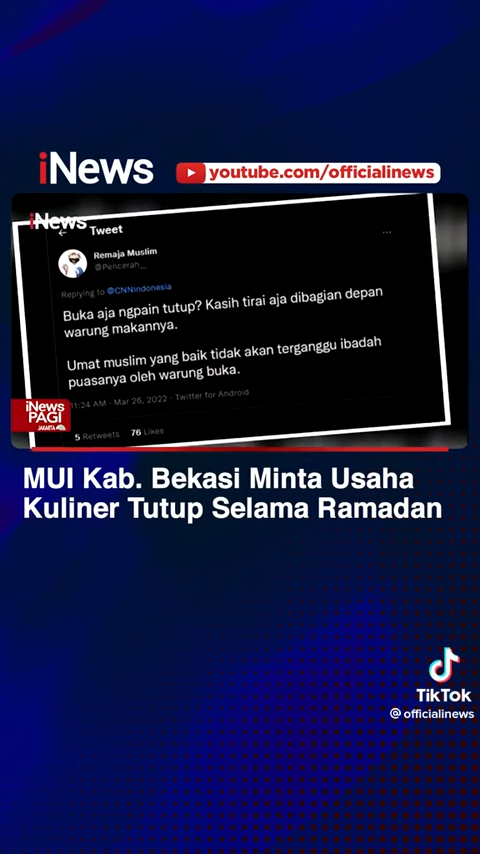 iNews
youtube.com/officialinews
iNews
Tweet
Remaja Muslim
@Pencerah__
Replying to @CNNIndonesia
Buka aja ngpain tutup? Kasih tirai aja dibagian depan
warung makannya.
Umat muslim yang baik tidak akan terganggu ibadah
puasanya oleh warung buka.
11:24 AM · Mar 26, 2022 · Twitter for Android
5 Retweets 76 Likes
iNews
PAGI
JAKARTA
MUI Kab. Bekasi Minta Usaha
Kuliner Tutup Selama Ramadan
TikTok
@officialinews